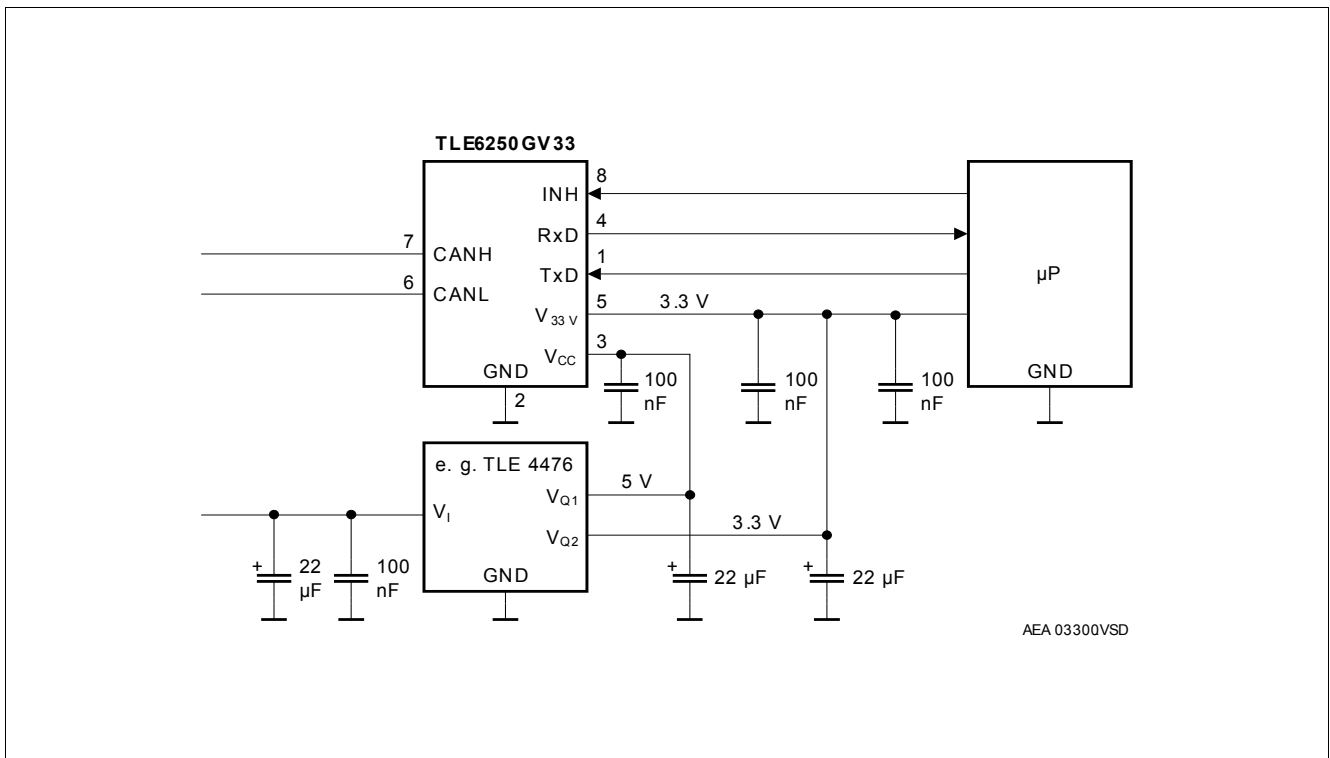 TLE6250GV33
8
INH
4
RxD
7
CANH
1
TxD
µP
6
CANL
5
3.3 V
V33 V
3
VCC
GND
2
100
nF
100
nF
100
nF
GND
e. g. TLE 4476
5 V
VQ1
VI
3.3 V
VQ2
+
22
µF
100
nF
GND
+
22 µF
+
22 µF
AEA 03300.VSD